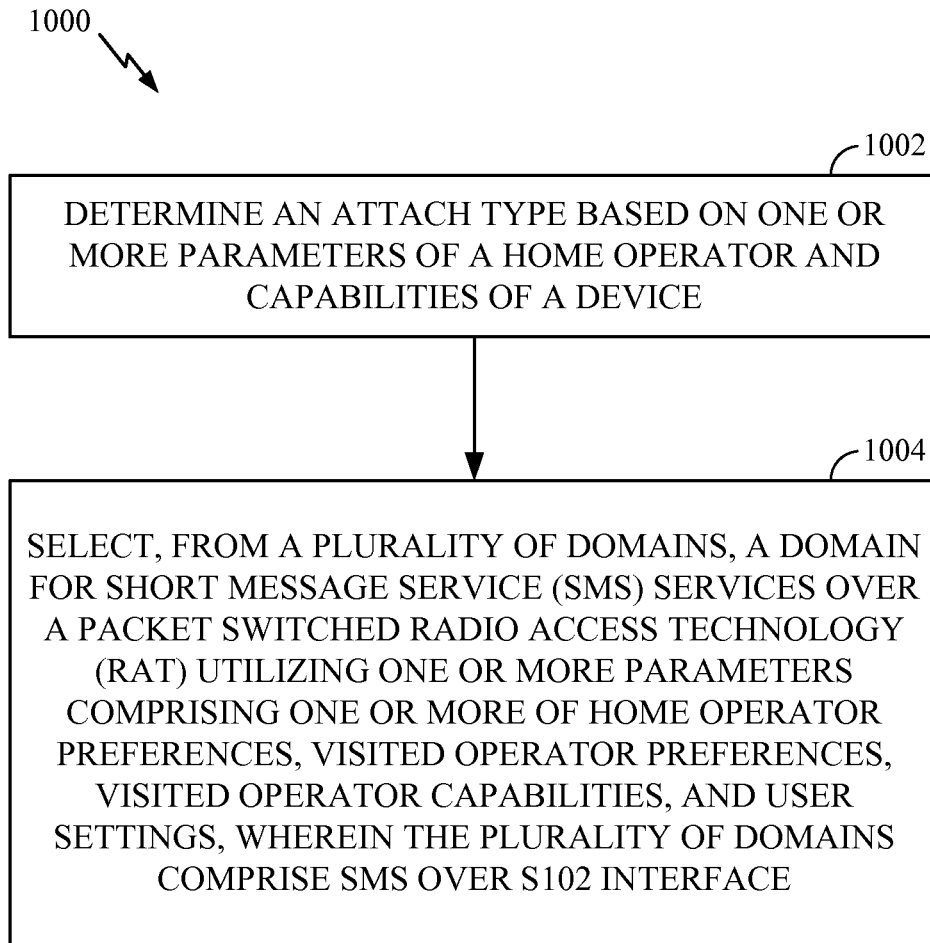 1000
1002
DETERMINE AN ATTACH TYPE BASED ON ONE OR
MORE PARAMETERS OF A HOME OPERATOR AND
CAPABILITIES OF A DEVICE
1004
SELECT, FROM A PLURALITY OF DOMAINS, A DOMAIN
FOR SHORT MESSAGE SERVICE (SMS) SERVICES OVER
A PACKET SWITCHED RADIO ACCESS TECHNOLOGY
(RAT) UTILIZING ONE OR MORE PARAMETERS
COMPRISING ONE OR MORE OF HOME OPERATOR
PREFERENCES, VISITED OPERATOR PREFERENCES,
VISITED OPERATOR CAPABILITIES, AND USER
SETTINGS, WHEREIN THE PLURALITY OF DOMAINS
COMPRISE SMS OVER S102 INTERFACE